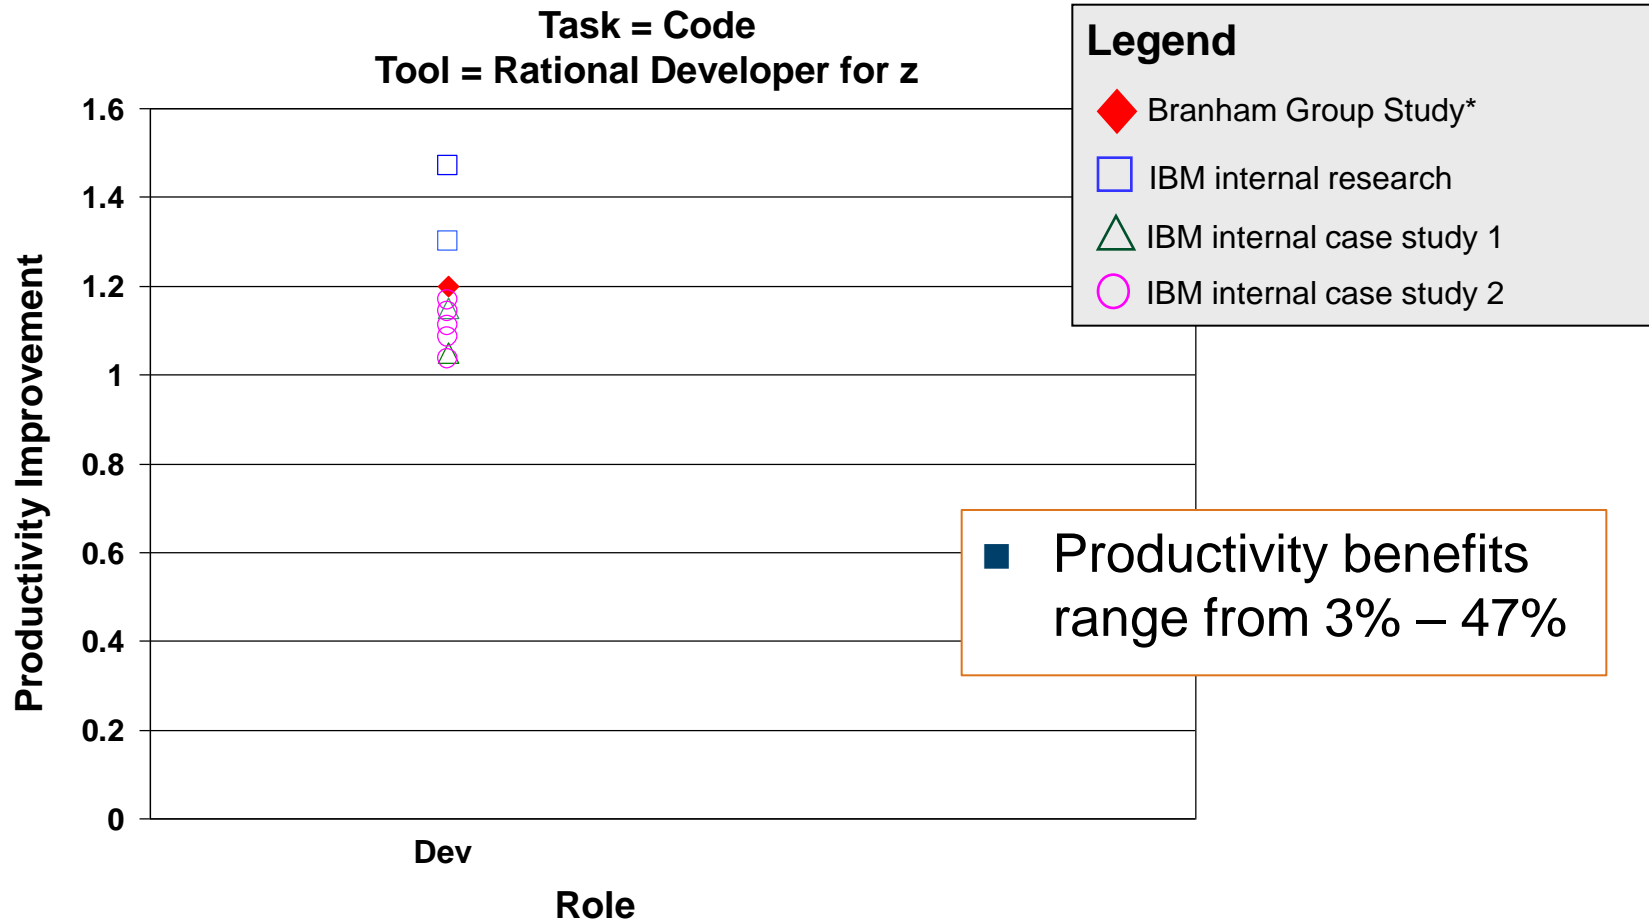 Task = Code
Tool = Rational Developer for z
Legend
Branham Group Study*
IBM internal research
IBM internal case study 1
IBM internal case study 2
Productivity Improvement
1.6
1.4
1.2
1
0.8
0.6
0.4
0.2
0
Productivity benefits
range from 3% – 47%
Dev
Role